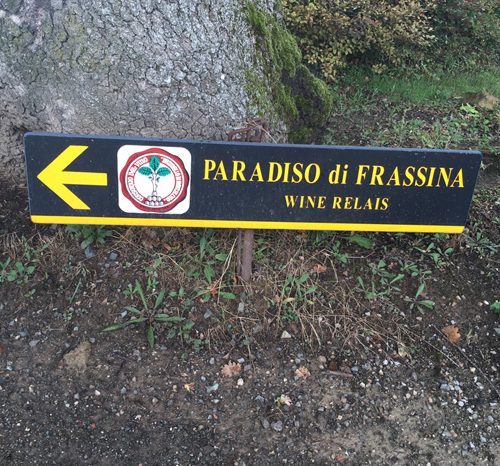 PARADISO di FRASSINA
WINE RELAIS